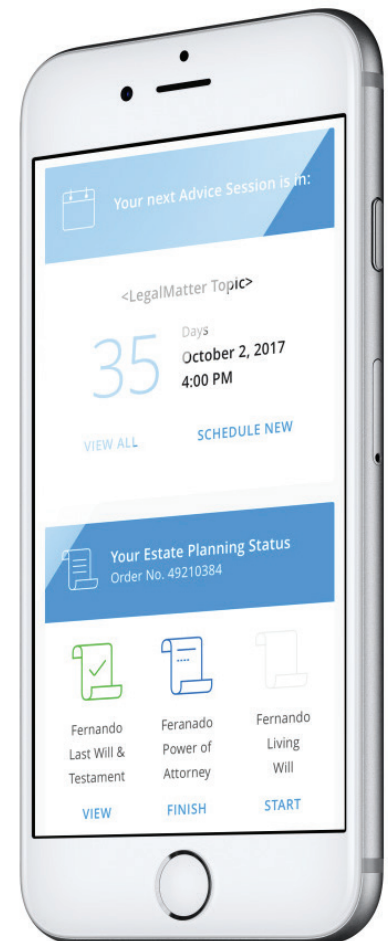 Your next Advice Session is in:
<LegalMatter Topic>
35
Days
October 2, 2017
4:00 PM
VIEW ALL
SCHEDULE NEW
Your Estate Planning Status
Order No. 49210384
Fernando
Last Will &
Testament
VIEW
Feranado
Power of
Attorney
FINISH
Fernando
Living
Will
START